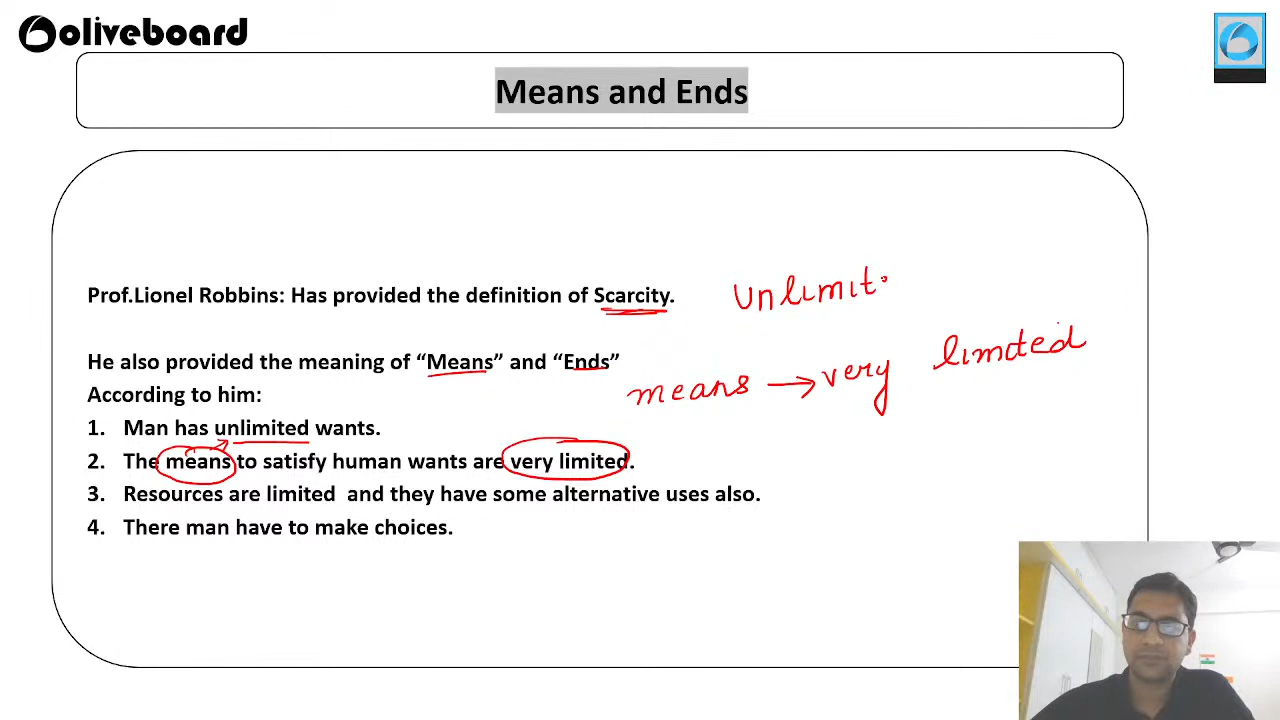 oliveboard
Means and Ends
Prof.Lionel Robbins: Has provided the definition of Scarcity.
unlimit
He also provided the meaning of “Means” and “Ends”
means → very limited
According to him:
1. Man has unlimited wants.
2. The means to satisfy human wants are very limited.
3. Resources are limited and they have some alternative uses also.
4. There man have to make choices.